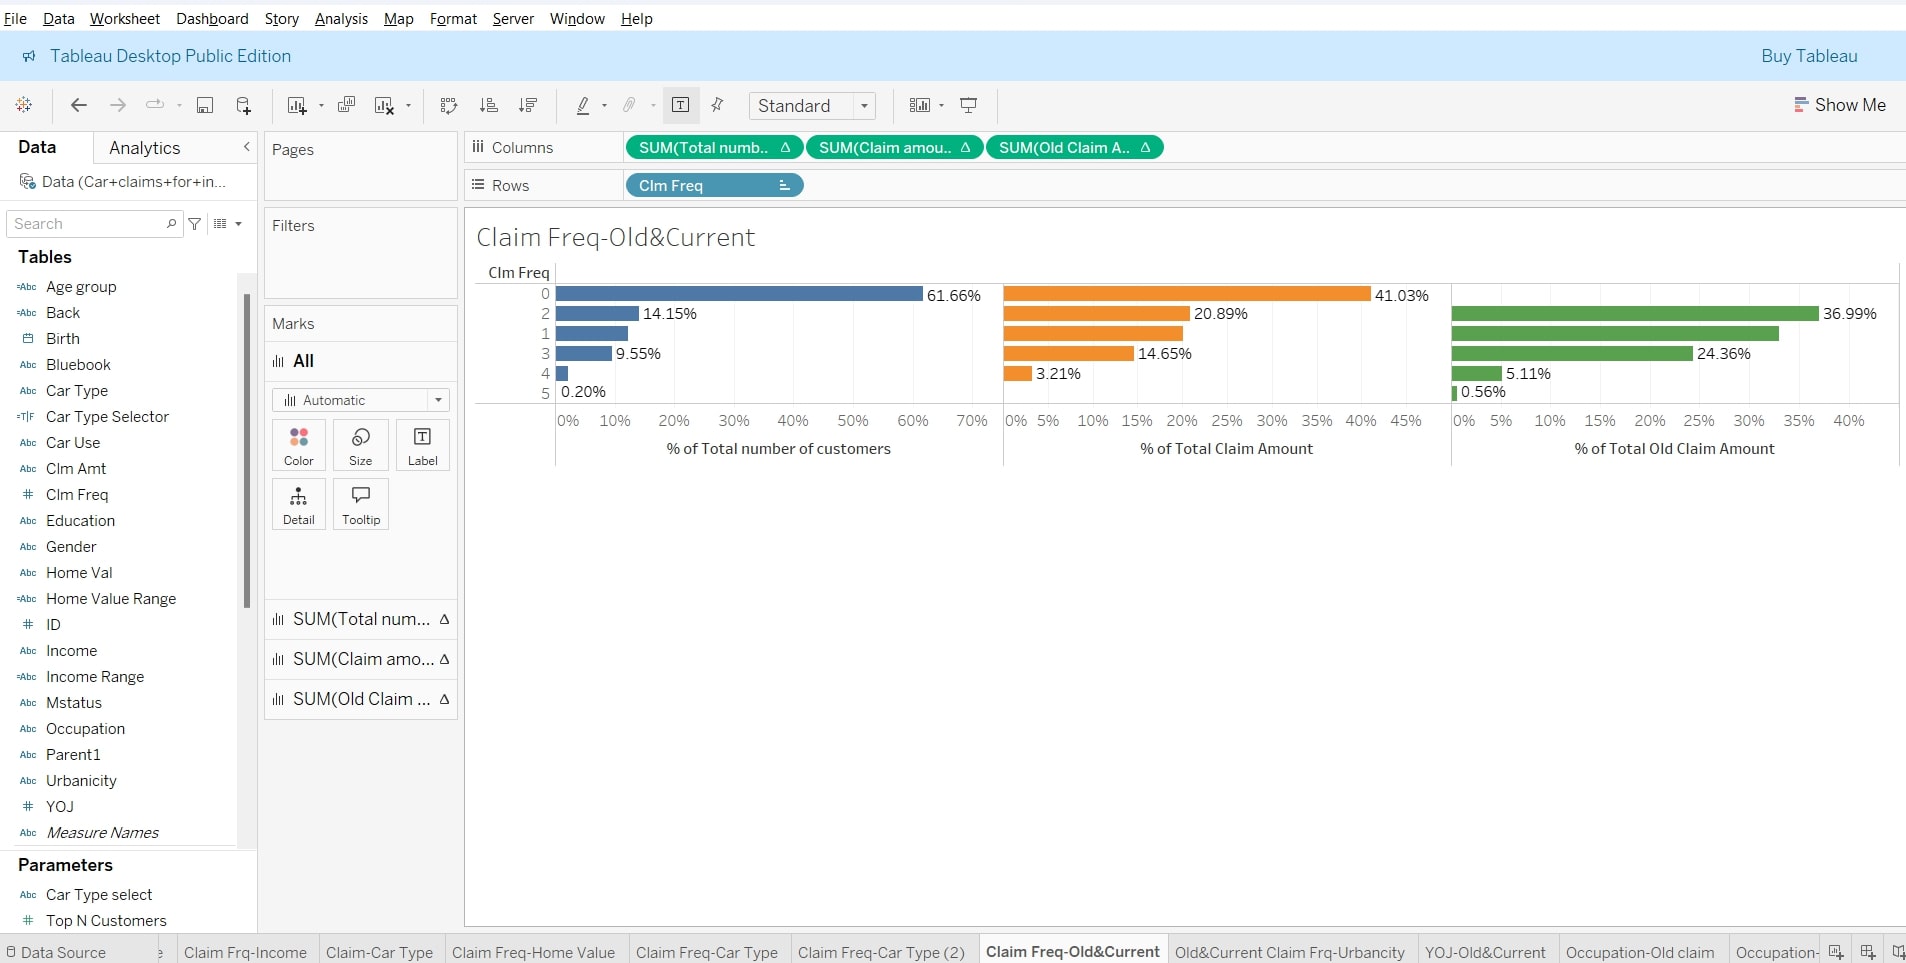 File Data Worksheet Dashboard Story Analysis Map Format Server Window Help
Tableau Desktop Public Edition
Buy Tableau
Standard
Show Me
Data Analytics
Data (Car+claims+for+in...
Search
Tables
Age group
Back
Birth
Bluebook
Car Type
Car Type Selector
Car Use
Clm Amt
Clm Freq
Education
Gender
Home Val
Home Value Range
ID
Income
Income Range
Mstatus
Occupation
Parent1
Urbanicity
YOJ
Measure Names
Parameters
Car Type select
Top N Customers
Pages
Filters
Marks
All
Automatic
Color Size Label
Detail Tooltip
SUM(Total num...
SUM(Claim amo...
SUM(Old Claim ...
Columns SUM(Total numb.. SUM(Claim amou.. SUM(Old Claim A..
Rows Clm Freq
Claim Freq-Old&Current
Clm Freq
0 61.66% 41.03%
2 14.15% 20.89% 36.99%
1
3 9.55% 14.65% 24.36%
4 3.21% 5.11%
5 0.20% 0.56%
0% 10% 20% 30% 40% 50% 60% 70% 0% 5% 10% 15% 20% 25% 30% 35% 40% 45% 0% 5% 10% 15% 20% 25% 30% 35% 40%
% of Total number of customers % of Total Claim Amount % of Total Old Claim Amount
Data Source e Claim Frq-Income Claim-Car Type Claim Freq-Home Value Claim Freq-Car Type Claim Freq-Car Type (2) Claim Freq-Old&Current Old&Current Claim Frq-Urbancity YOJ-Old&Current Occupation-Old claim Occupation-